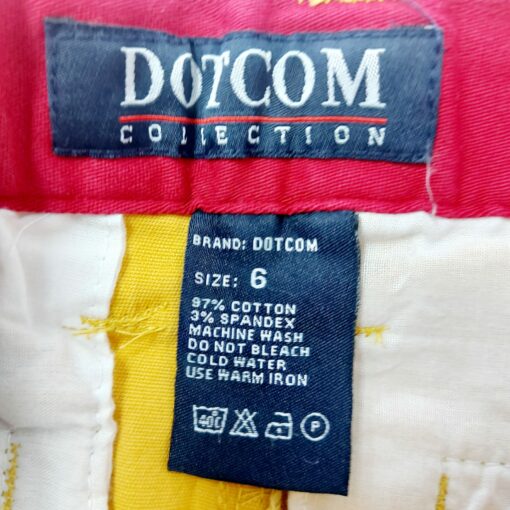 DOTCOM
COLLECTION
BRAND: DOTCOM
SIZE: 6
97% COTTON
3% SPANDEX
MACHINE WASH
DO NOT BLEACH
COLD WATER
USE WARM IRON
40C P